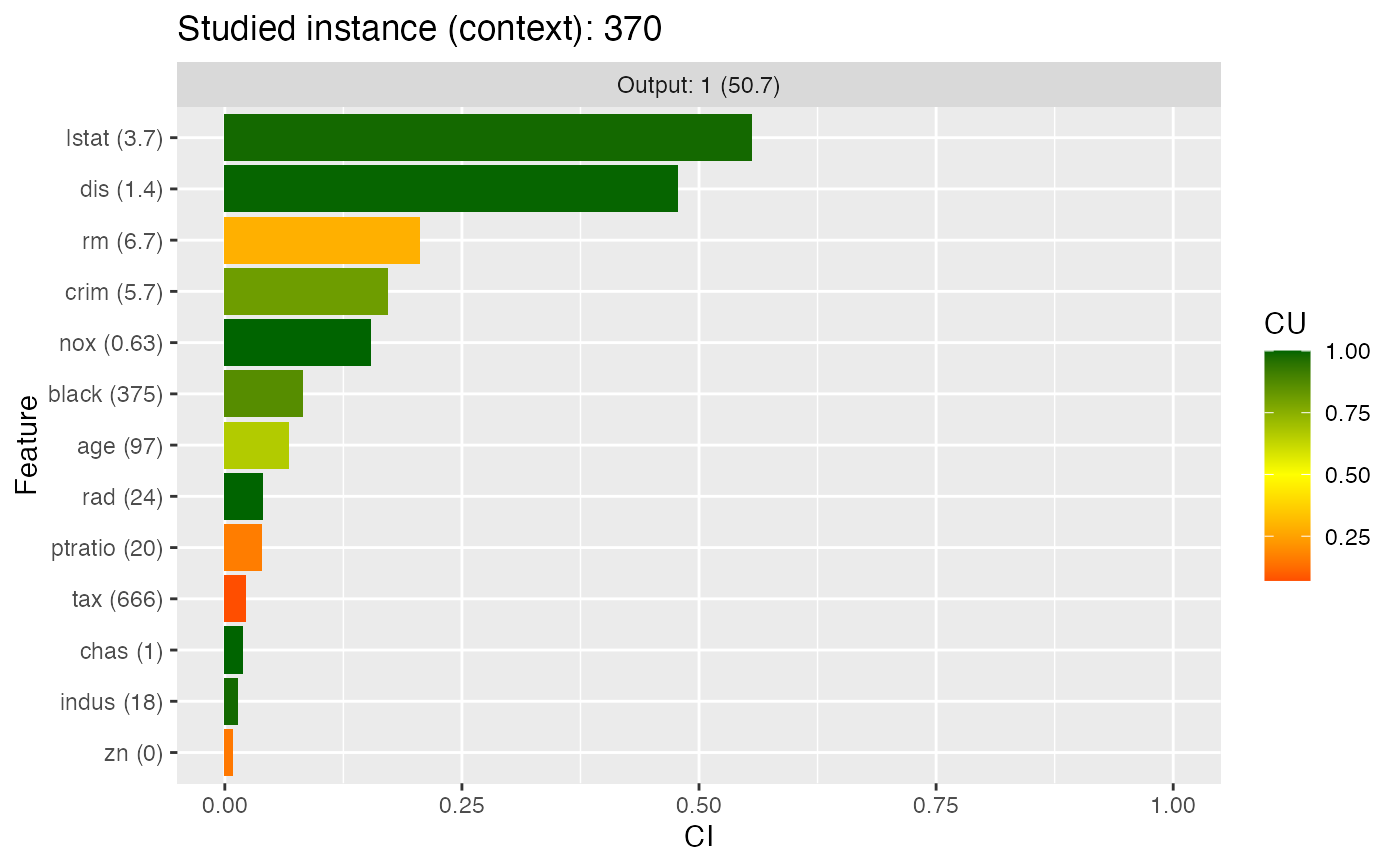 Studied instance (context): 370
Output: 1 (50.7)
Feature
lstat (3.7)
dis (1.4)
rm (6.7)
crim (5.7)
nox (0.63)
black (375)
age (97)
rad (24)
ptratio (20)
tax (666)
chas (1)
indus (18)
zn (0)
0.00 0.25 0.50 0.75 1.00
CI
CU
1.00
0.75
0.50
0.25